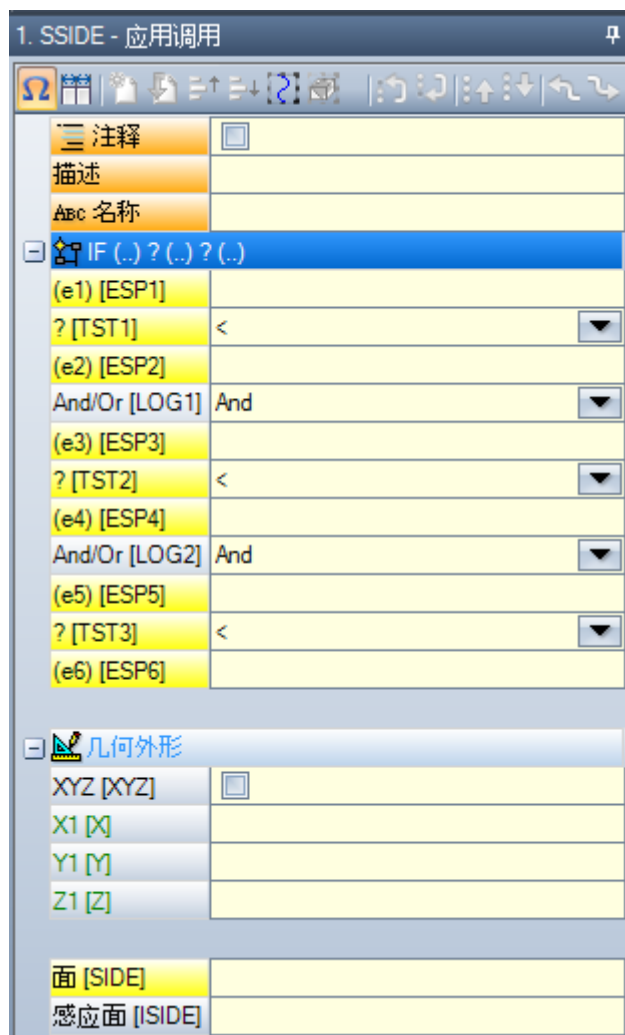 1. SSIDE - 应用调用
Ω
注释
描述
ABC 名称
IF (..) ? (..) ? (..)
(e1) [ESP1]
? [TST1] <
(e2) [ESP2]
And/Or [LOG1] And
(e3) [ESP3]
? [TST2] <
(e4) [ESP4]
And/Or [LOG2] And
(e5) [ESP5]
? [TST3] <
(e6) [ESP6]
几何外形
XYZ [XYZ]
X1 [X]
Y1 [Y]
Z1 [Z]
面 [SIDE]
感应面 [ISIDE]